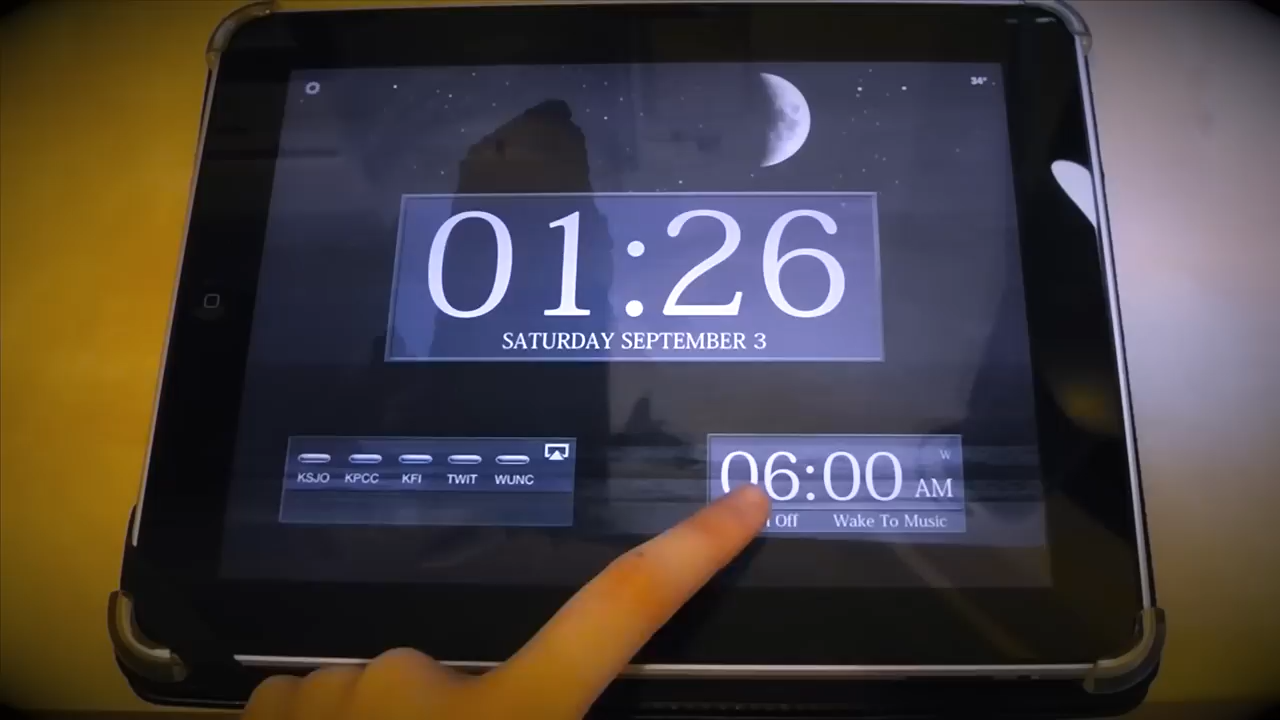 34°
01:26
SATURDAY SEPTEMBER 3
KSJO KPCC KFI TWIT WUNC
W
06:00 AM
Off Wake To Music